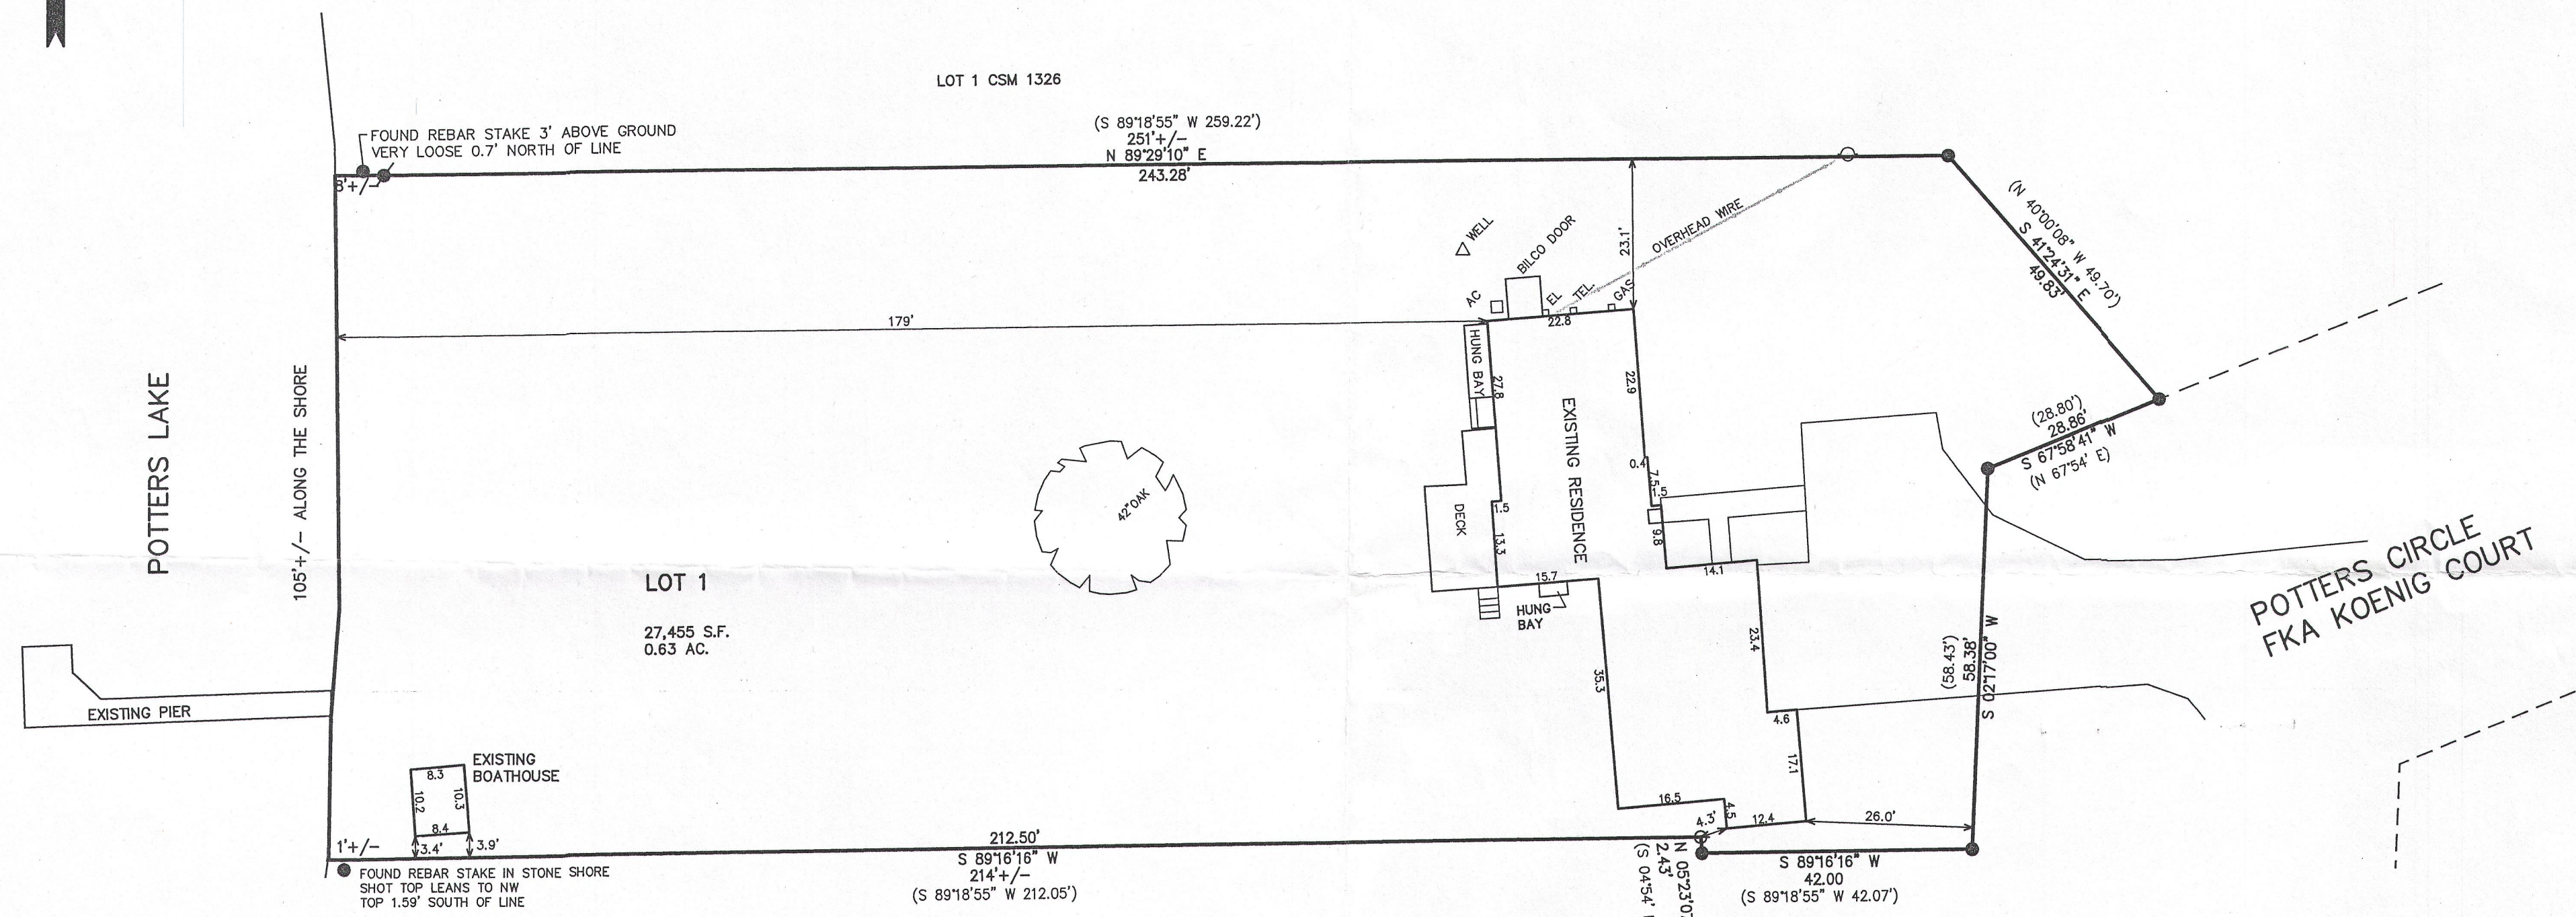 LOT 1 CSM 1326
FOUND REBAR STAKE 3' ABOVE GROUND
VERY LOOSE 0.7' NORTH OF LINE
8'+/-
(S 89°18'55" W 259.22')
251'+/-
N 89°29'10" E
243.28'
(N 40°00'08" W 49.70')
S 41°24'31" E
49.83'
OVERHEAD WIRE
23.1'
WELL
BILCO DOOR
AC
EL
TEL.
GAS
22.8
179'
HUNG BAY
27.8
22.9
EXISTING RESIDENCE
0.4
7.5
1.5
9.8
14.1
DECK
1.5
13.3
15.7
HUNG
BAY
42" OAK
POTTERS LAKE
105'+/- ALONG THE SHORE
LOT 1
27,455 S.F.
0.63 AC.
(28.80')
28.86'
S 67°58'41" W
(N 67°54' E)
POTTERS CIRCLE
FKA KOENIG COURT
(58.43')
58.38'
S 02°17'00" W
23.4
35.3
4.6
17.1
16.5
4.5
4.3'
12.4
26.0'
EXISTING PIER
EXISTING
BOATHOUSE
8.3
10.2
10.3
8.4
3.4'
3.9'
1'+/-
FOUND REBAR STAKE IN STONE SHORE
SHOT TOP LEANS TO NW
TOP 1.59' SOUTH OF LINE
212.50'
S 89°16'16" W
214'+/-
(S 89°18'55" W 212.05')
N 05°23'07
2.43'
(S 04°54'
S 89°16'16" W
42.00
(S 89°18'55" W 42.07')